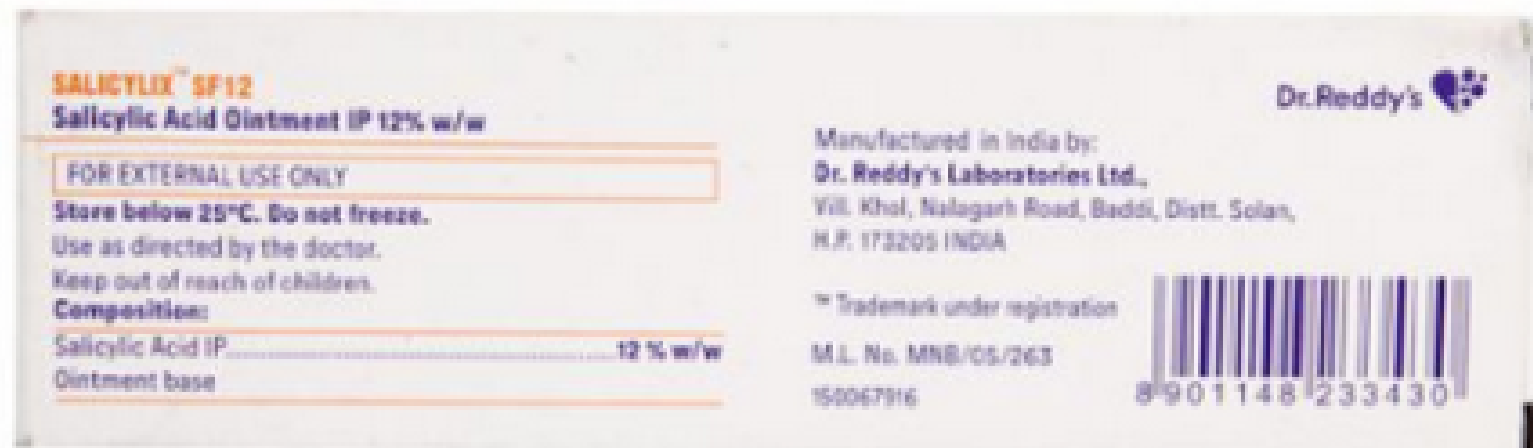 SALICYLIX™ SF12
Salicylic Acid Ointment IP 12% w/w
FOR EXTERNAL USE ONLY
Store below 25°C. Do not freeze.
Use as directed by the doctor.
Keep out of reach of children.
Composition:
Salicylic Acid IP.......................................................12 % w/w
Ointment base
Dr.Reddy's
Manufactured in India by:
Dr. Reddy's Laboratories Ltd.,
Vill. Khol, Nalagarh Road, Baddi, Distt. Solan,
H.P. 173205 INDIA
™ Trademark under registration
M.L. No. MNB/05/263
150067916
8 901148 233430